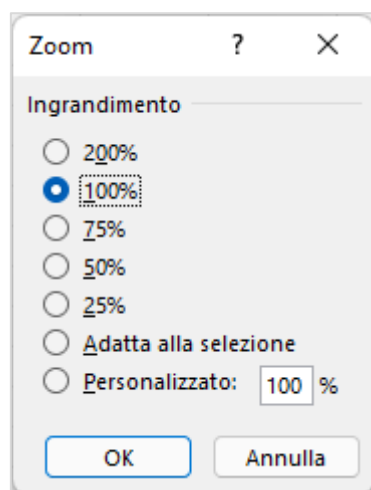 Zoom ? ×
Ingrandimento
200%
100%
75%
50%
25%
Adatta alla selezione
Personalizzato: 100 %
OK Annulla